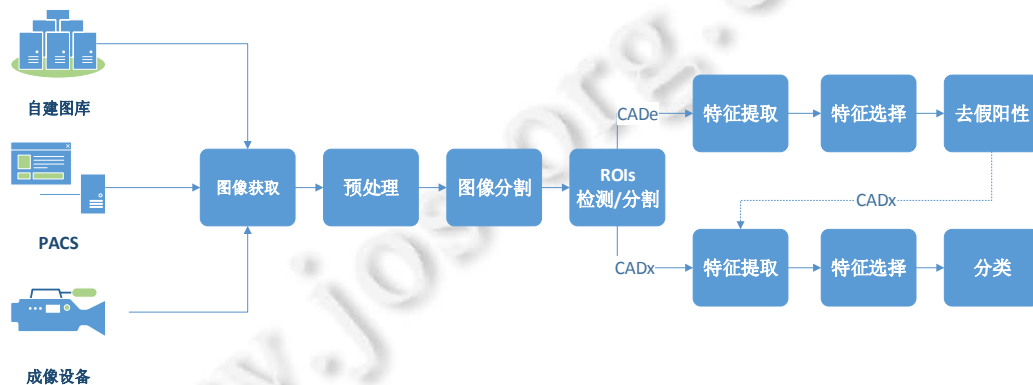 自建图库
PACS
成像设备
图像获取
预处理
图像分割
ROIs
检测/分割
CADe
特征提取
特征选择
去假阳性
CADx
CADx
特征提取
特征选择
分类